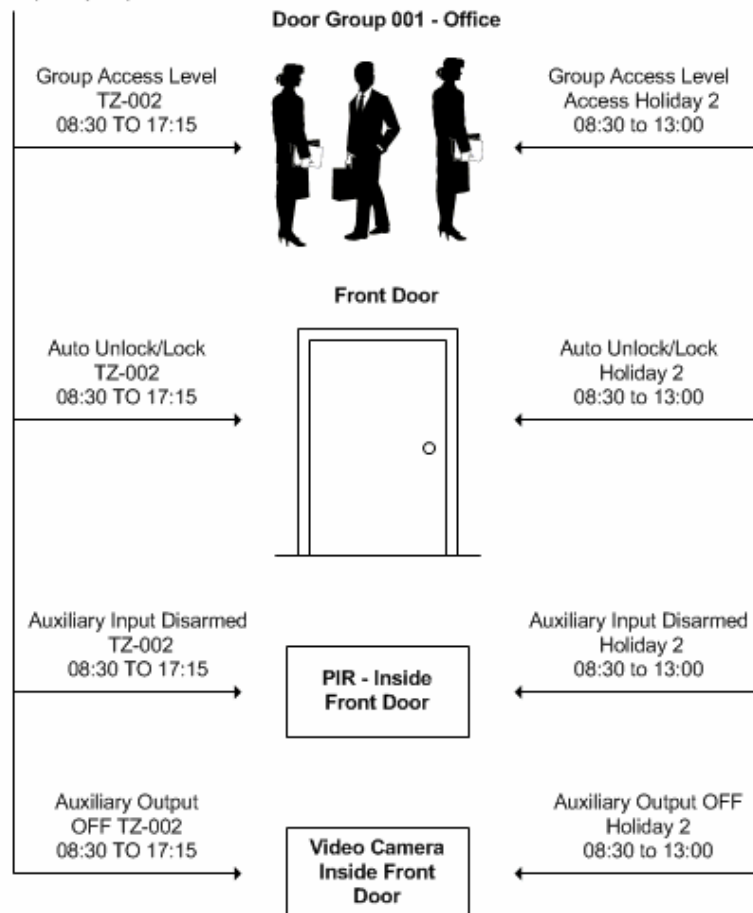 Door Group 001 - Office
Group Access Level
TZ-002
08:30 TO 17:15
Group Access Level
Access Holiday 2
08:30 to 13:00
Front Door
Auto Unlock/Lock
TZ-002
08:30 TO 17:15
Auto Unlock/Lock
Holiday 2
08:30 to 13:00
Auxiliary Input Disarmed
TZ-002
08:30 TO 17:15
PIR - Inside
Front Door
Auxiliary Input Disarmed
Holiday 2
08:30 to 13:00
Auxiliary Output
OFF TZ-002
08:30 TO 17:15
Video Camera
Inside Front
Door
Auxiliary Output OFF
Holiday 2
08:30 to 13:00